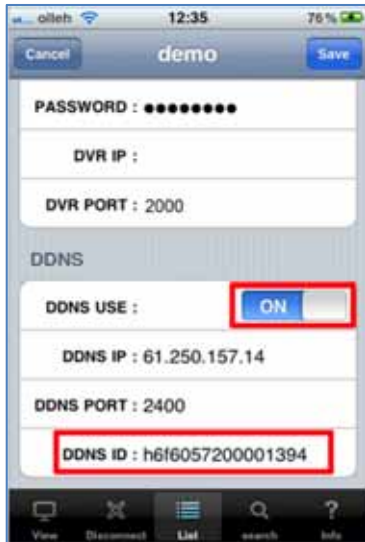 olleh 12:35 76%
Cancel demo Save
PASSWORD : ●●●●●●●●
DVR IP :
DVR PORT : 2000
DDNS
DDNS USE : ON
DDNS IP : 61.250.157.14
DDNS PORT : 2400
DDNS ID : h6f6057200001394
View Disconnect List search Info